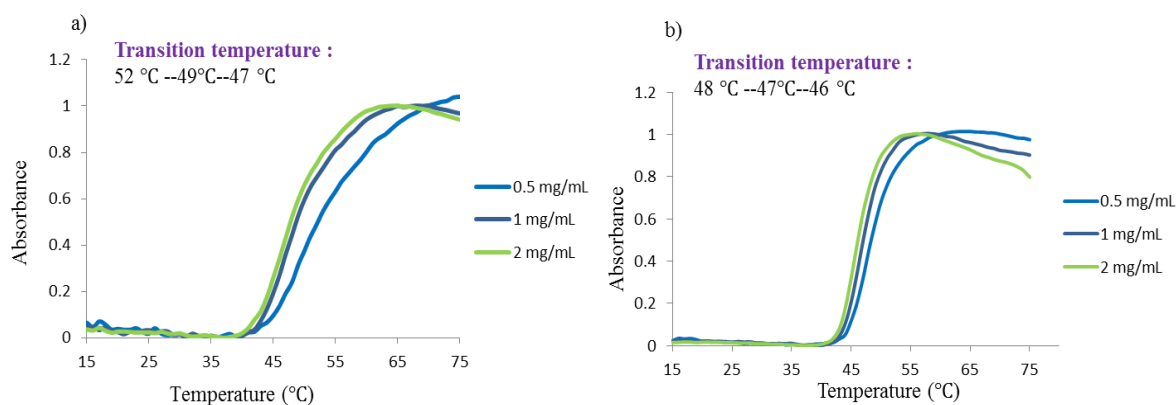 a)
Transition temperature :
52 °C --49°C--47 °C
1.2
1
0.8
0.6
0.4
0.2
0
Absorbance
15
25
35
45
55
65
75
Temperature (°C)
0.5 mg/mL
1 mg/mL
2 mg/mL
b)
Transition temperature :
48 °C --47°C--46 °C
1.2
1
0.8
0.6
0.4
0.2
0
Absorbance
15
25
35
45
55
65
75
Temperature (°C)
0.5 mg/mL
1 mg/mL
2 mg/mL